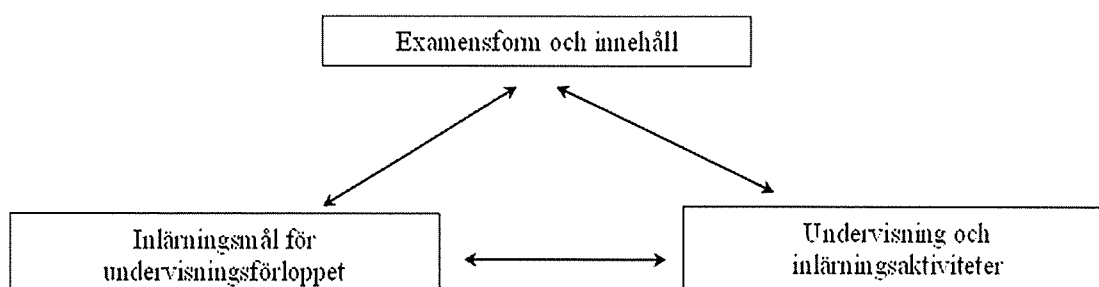 Examensform och innehåll
Inlärningsmål för
undervisningsförloppet
Undervisning och
inlärningsaktiviteter